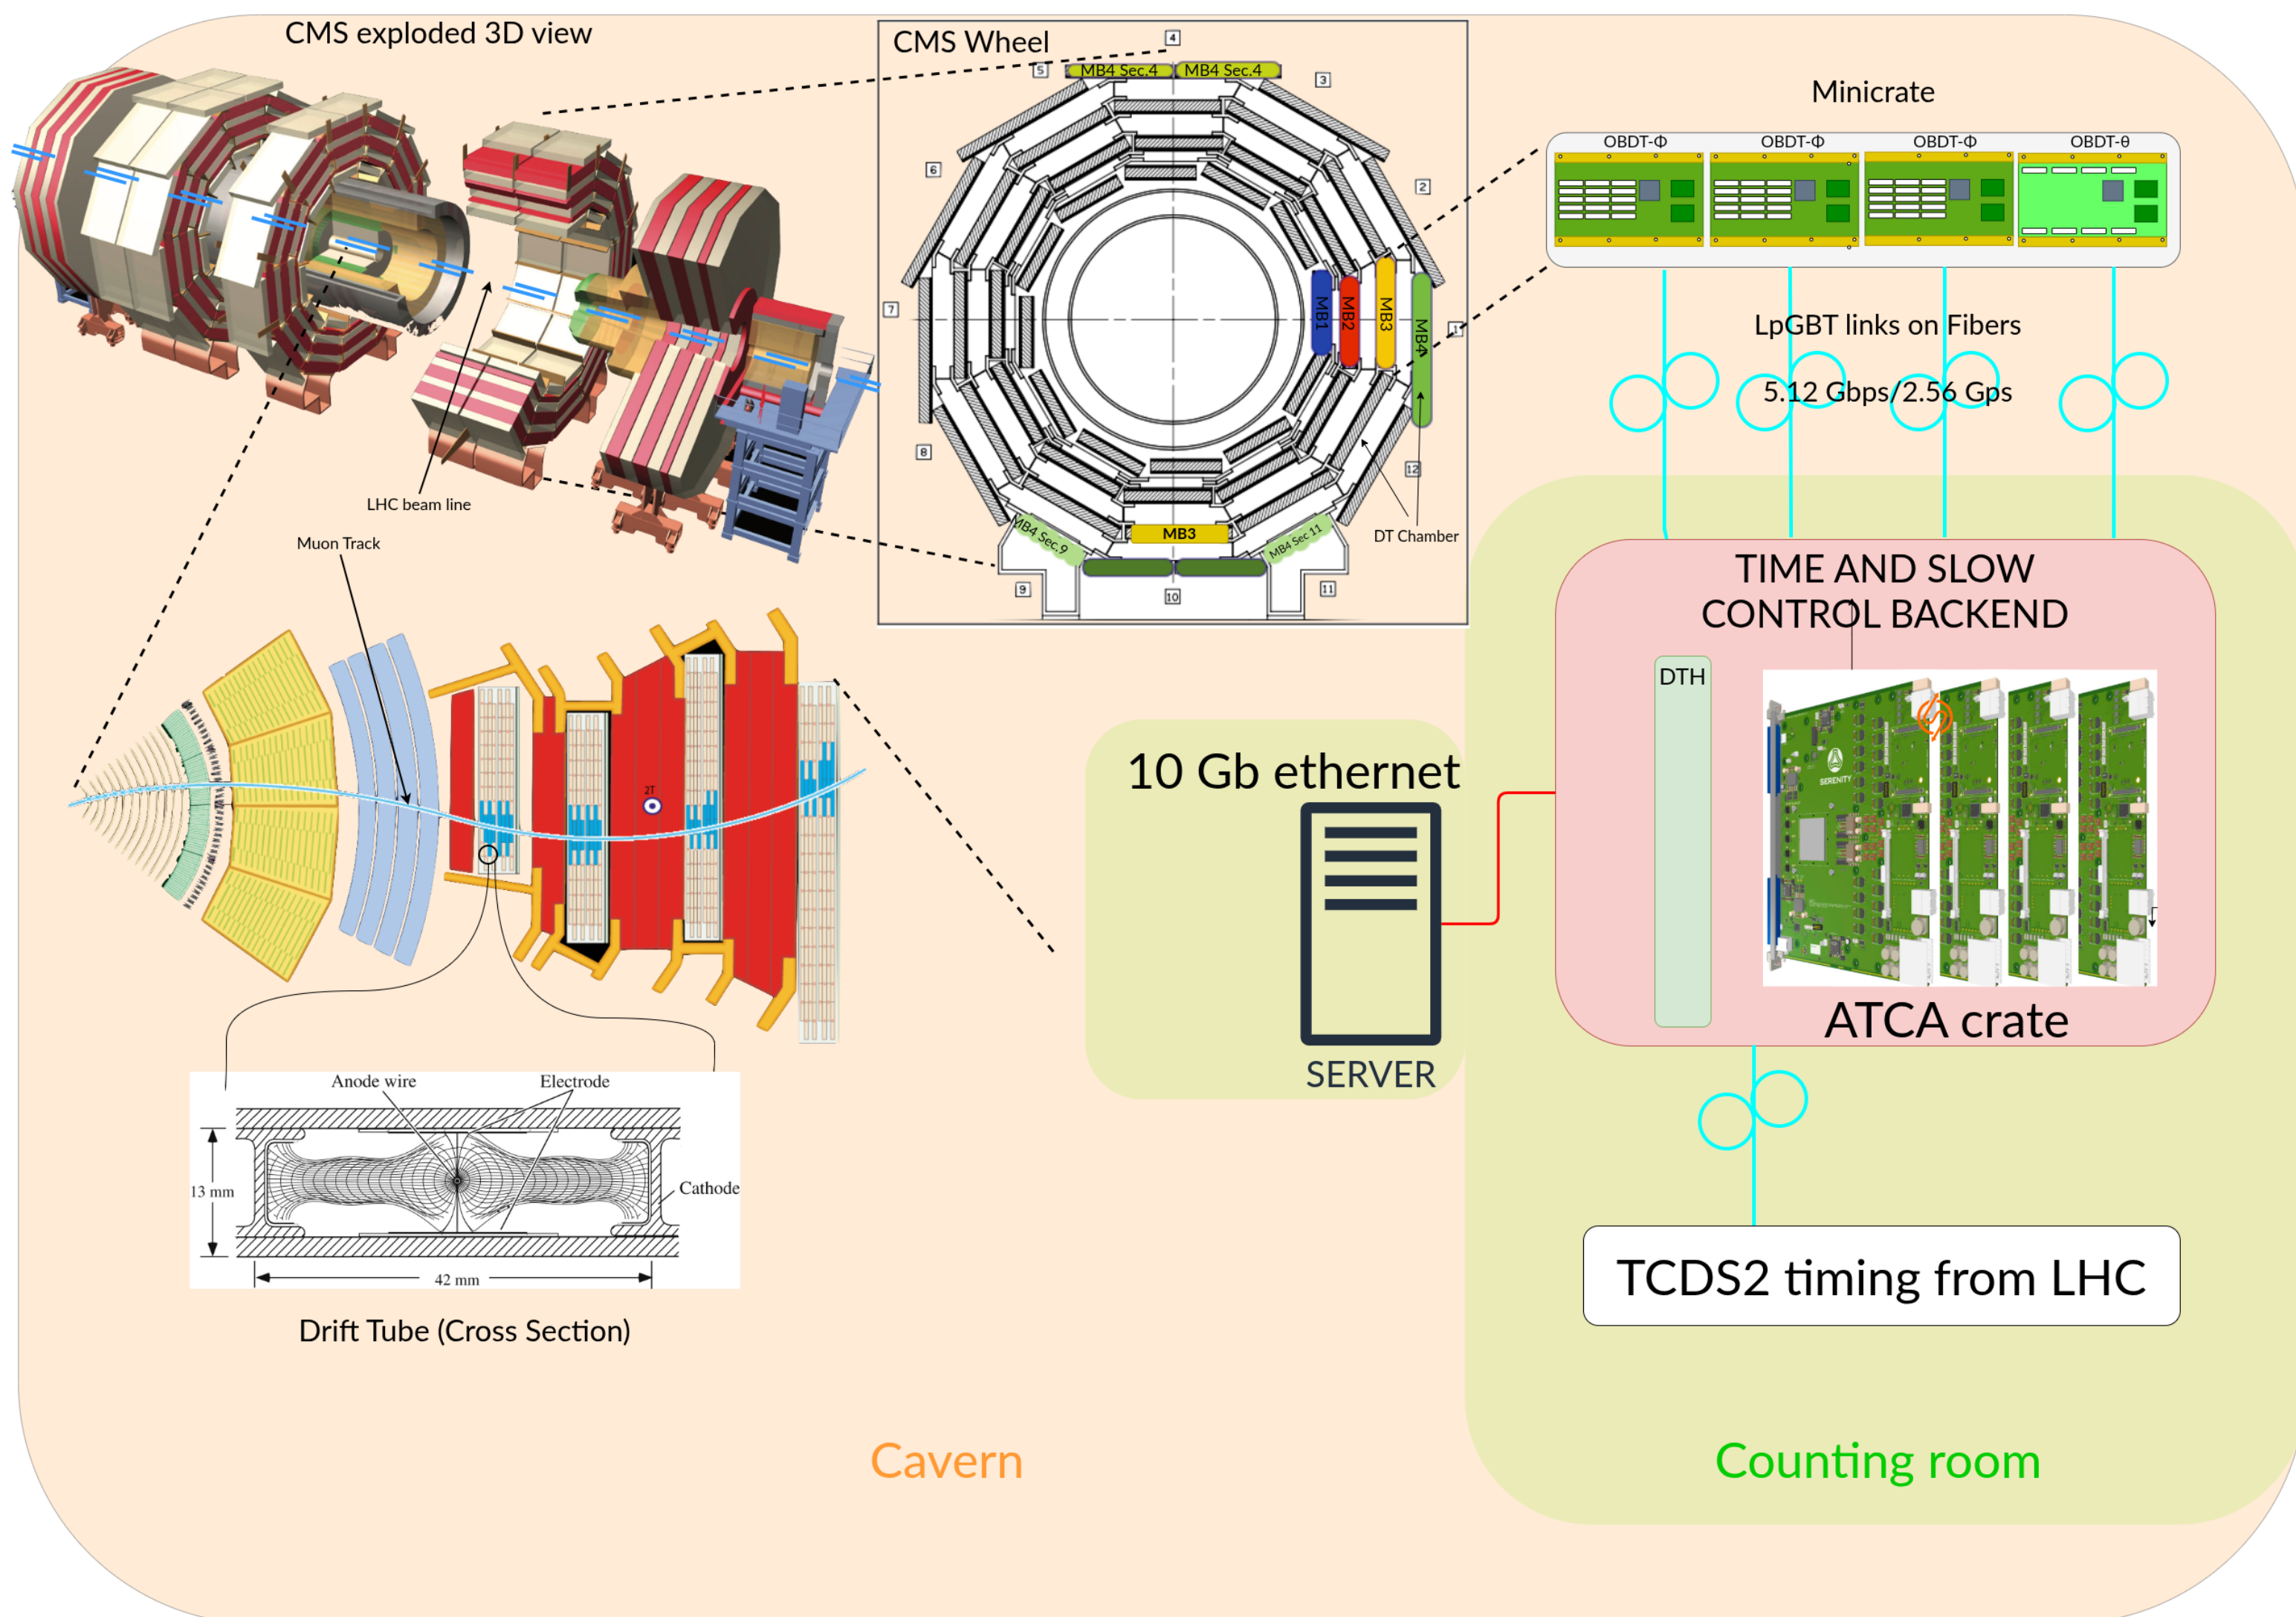 CMS exploded 3D view
LHC beam line
CMS Wheel
4
5
MB4 Sec.4
MB4 Sec.4
3
6
2
7
MB1
MB2
MB3
MB4
1
8
12
MB4 Sec.9
MB3
MB4 Sec 11
DT Chamber
9
10
11
Minicrate
OBDT-Φ
OBDT-Φ
OBDT-Φ
OBDT-θ
LpGBT links on Fibers
5.12 Gbps/2.56 Gps
Muon Track
2T
Anode wire
Electrode
13 mm
Cathode
42 mm
Drift Tube (Cross Section)
10 Gb ethernet
SERVER
TIME AND SLOW
CONTROL BACKEND
DTH
SERENITY
ATCA crate
TCDS2 timing from LHC
Cavern
Counting room